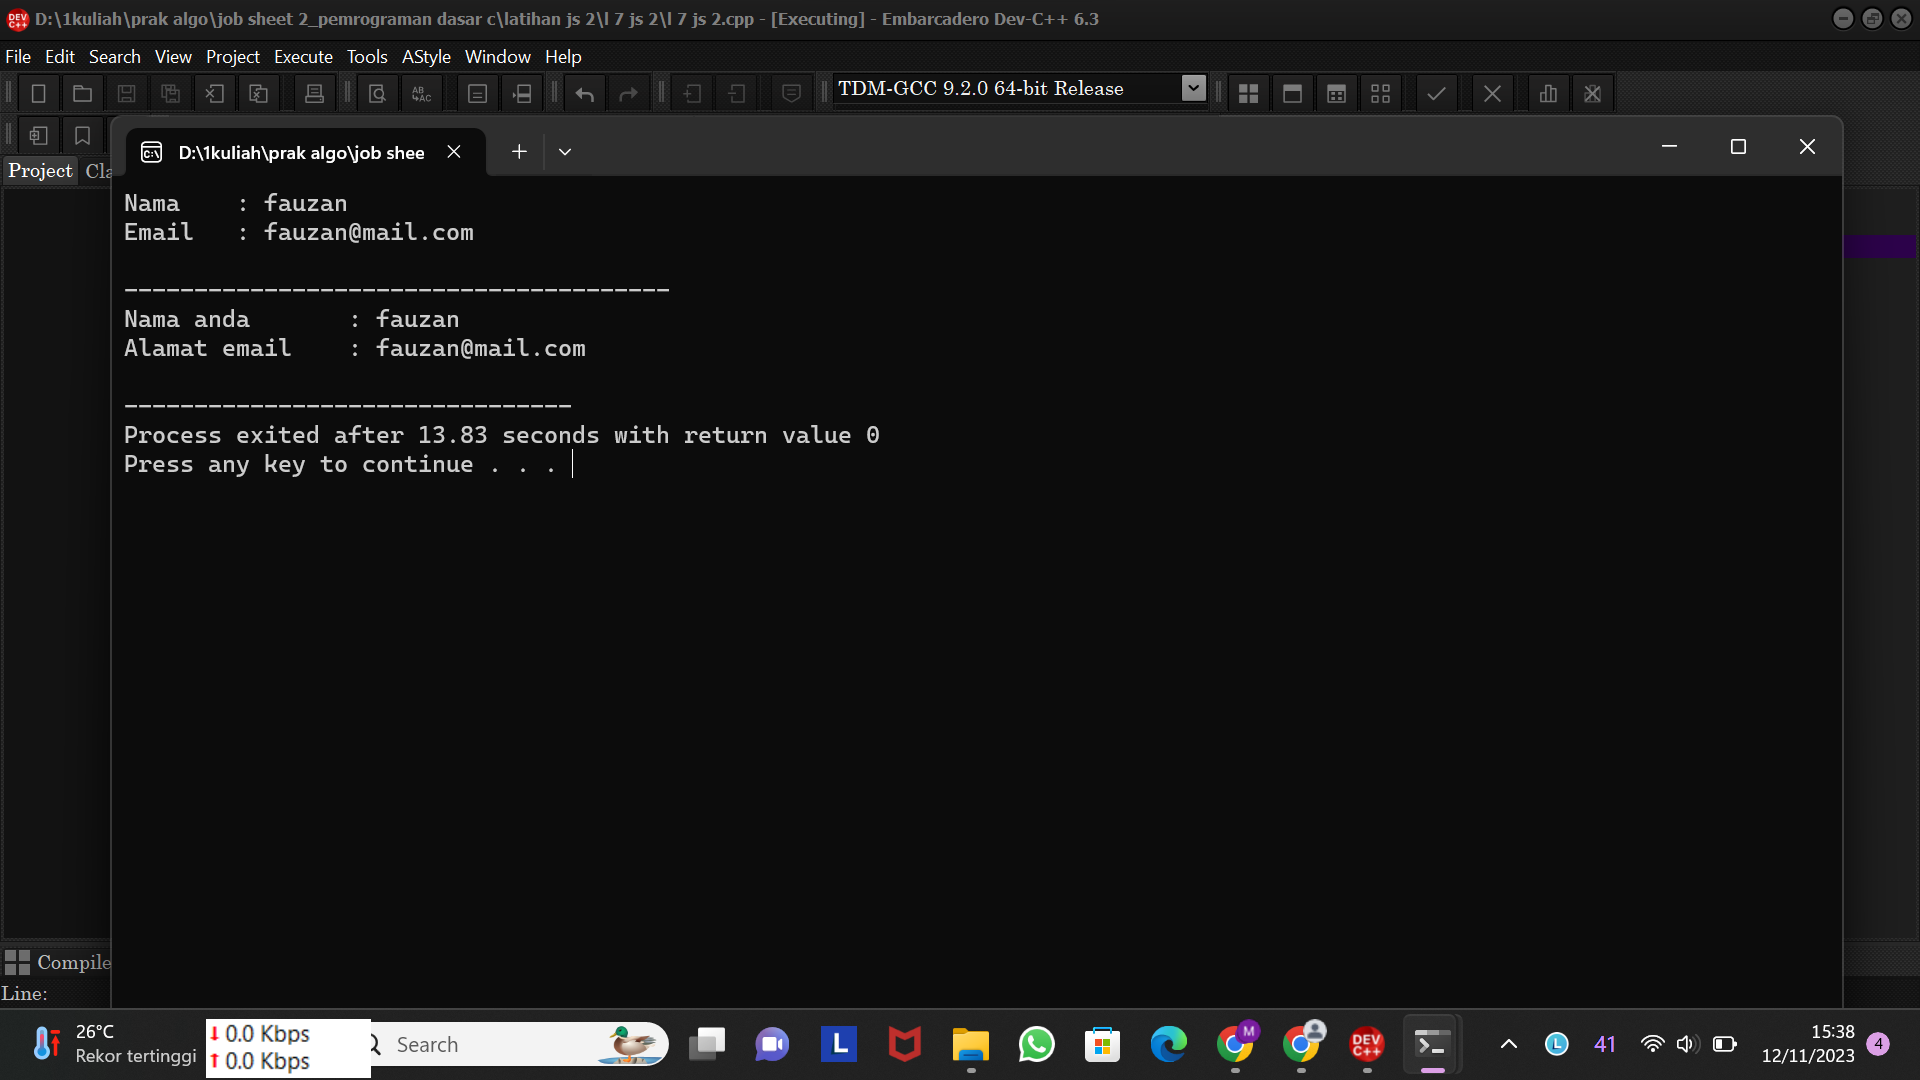 D:\1kuliah\prak algo\job sheet 2_pemrograman dasar c\latihan js 2\l 7 js 2\l 7 js 2.cpp - [Executing] - Embarcadero Dev-C++ 6.3
File Edit Search View Project Execute Tools AStyle Window Help
TDM-GCC 9.2.0 64-bit Release
D:\1kuliah\prak algo\job shee
Project Cla
Nama    : fauzan
Email   : fauzan@mail.com
---------------------------------------
Nama anda       : fauzan
Alamat email    : fauzan@mail.com
--------------------------------
Process exited after 13.83 seconds with return value 0
Press any key to continue . . .
Compile
Line:
26°C
Rekor tertinggi
0.0 Kbps
0.0 Kbps
Search
L
M
DEV C++
L
41
15:38
12/11/2023
4